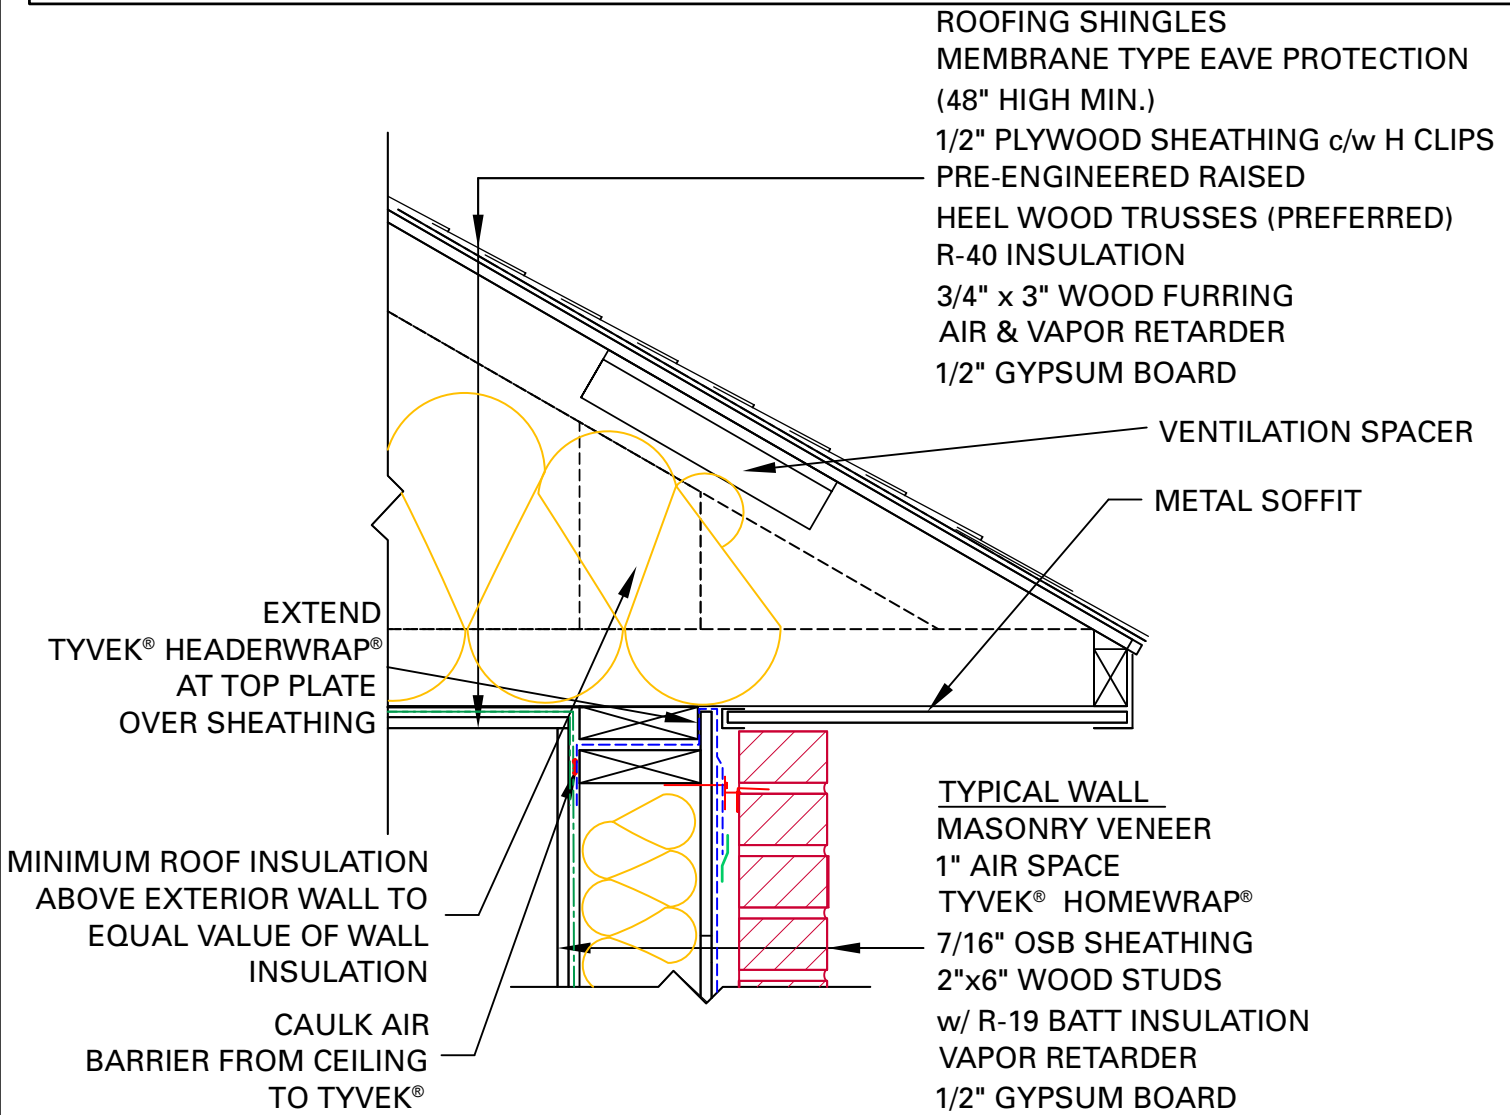 ROOFING SHINGLES
MEMBRANE TYPE EAVE PROTECTION
(48" HIGH MIN.)
1/2" PLYWOOD SHEATHING c/w H CLIPS
PRE-ENGINEERED RAISED
HEEL WOOD TRUSSES (PREFERRED)
R-40 INSULATION
3/4" x 3" WOOD FURRING
AIR & VAPOR RETARDER
1/2" GYPSUM BOARD
VENTILATION SPACER
METAL SOFFIT
EXTEND
TYVEK® HEADERWRAP®
AT TOP PLATE
OVER SHEATHING
MINIMUM ROOF INSULATION
ABOVE EXTERIOR WALL TO
EQUAL VALUE OF WALL
INSULATION
CAULK AIR
BARRIER FROM CEILING
TO TYVEK®
TYPICAL WALL
MASONRY VENEER
1" AIR SPACE
TYVEK® HOMEWRAP®
7/16" OSB SHEATHING
2"x6" WOOD STUDS
w/ R-19 BATT INSULATION
VAPOR RETARDER
1/2" GYPSUM BOARD